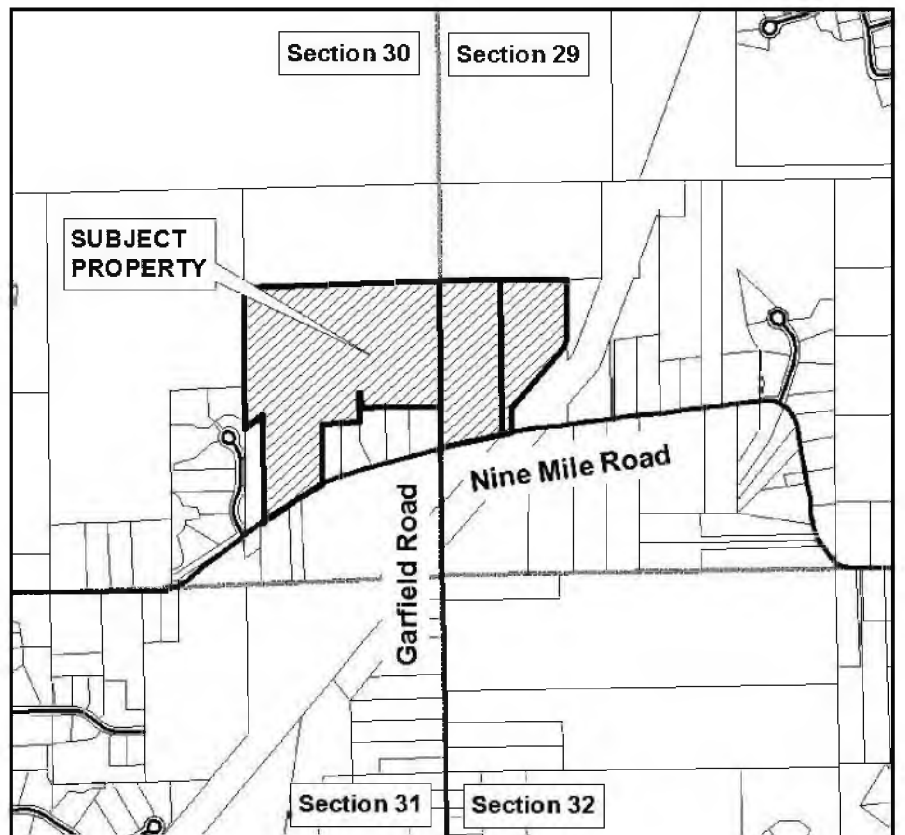 Section 30
Section 29
SUBJECT
PROPERTY
Nine Mile Road
Garfield Road
Section 31
Section 32